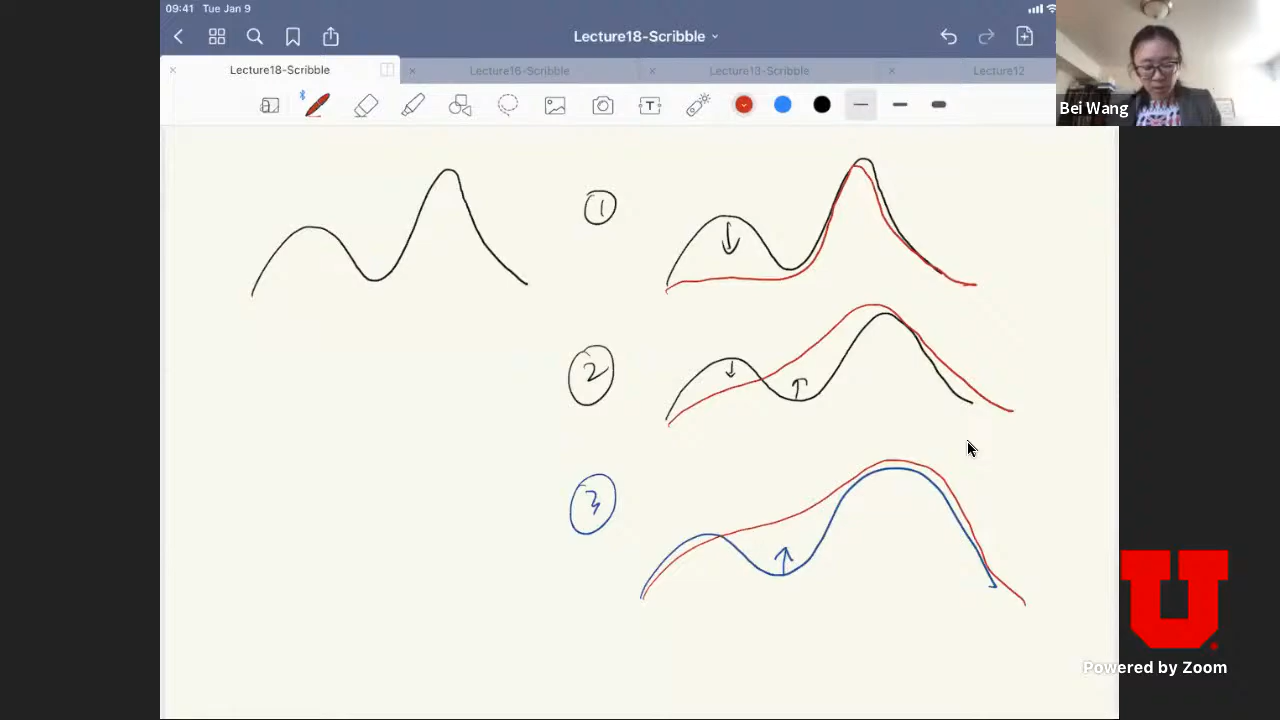 09:41 Tue Jan 9
Lecture18-Scribble
Lecture18-Scribble
Lecture16-Scribble
Lecture13-Scribble
Lecture12
T
Bei Wang
1
2
3
U
Powered by Zoom